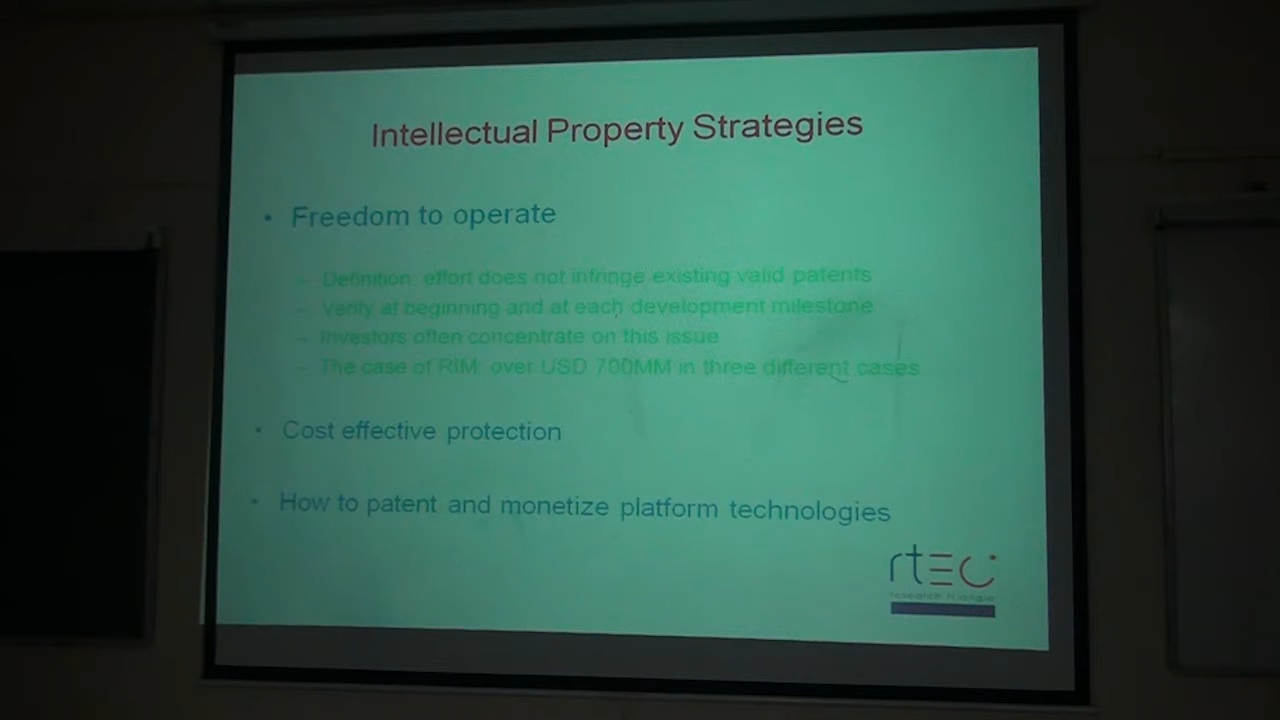 Intellectual Property Strategies
• Freedom to operate
– Definition: effort does not infringe existing valid patents
– Verify at beginning and at each development milestone
– Investors often concentrate on this issue
– The case of RIM: over USD 700MM in three different cases
• Cost effective protection
• How to patent and monetize platform technologies
rtec
research triangle